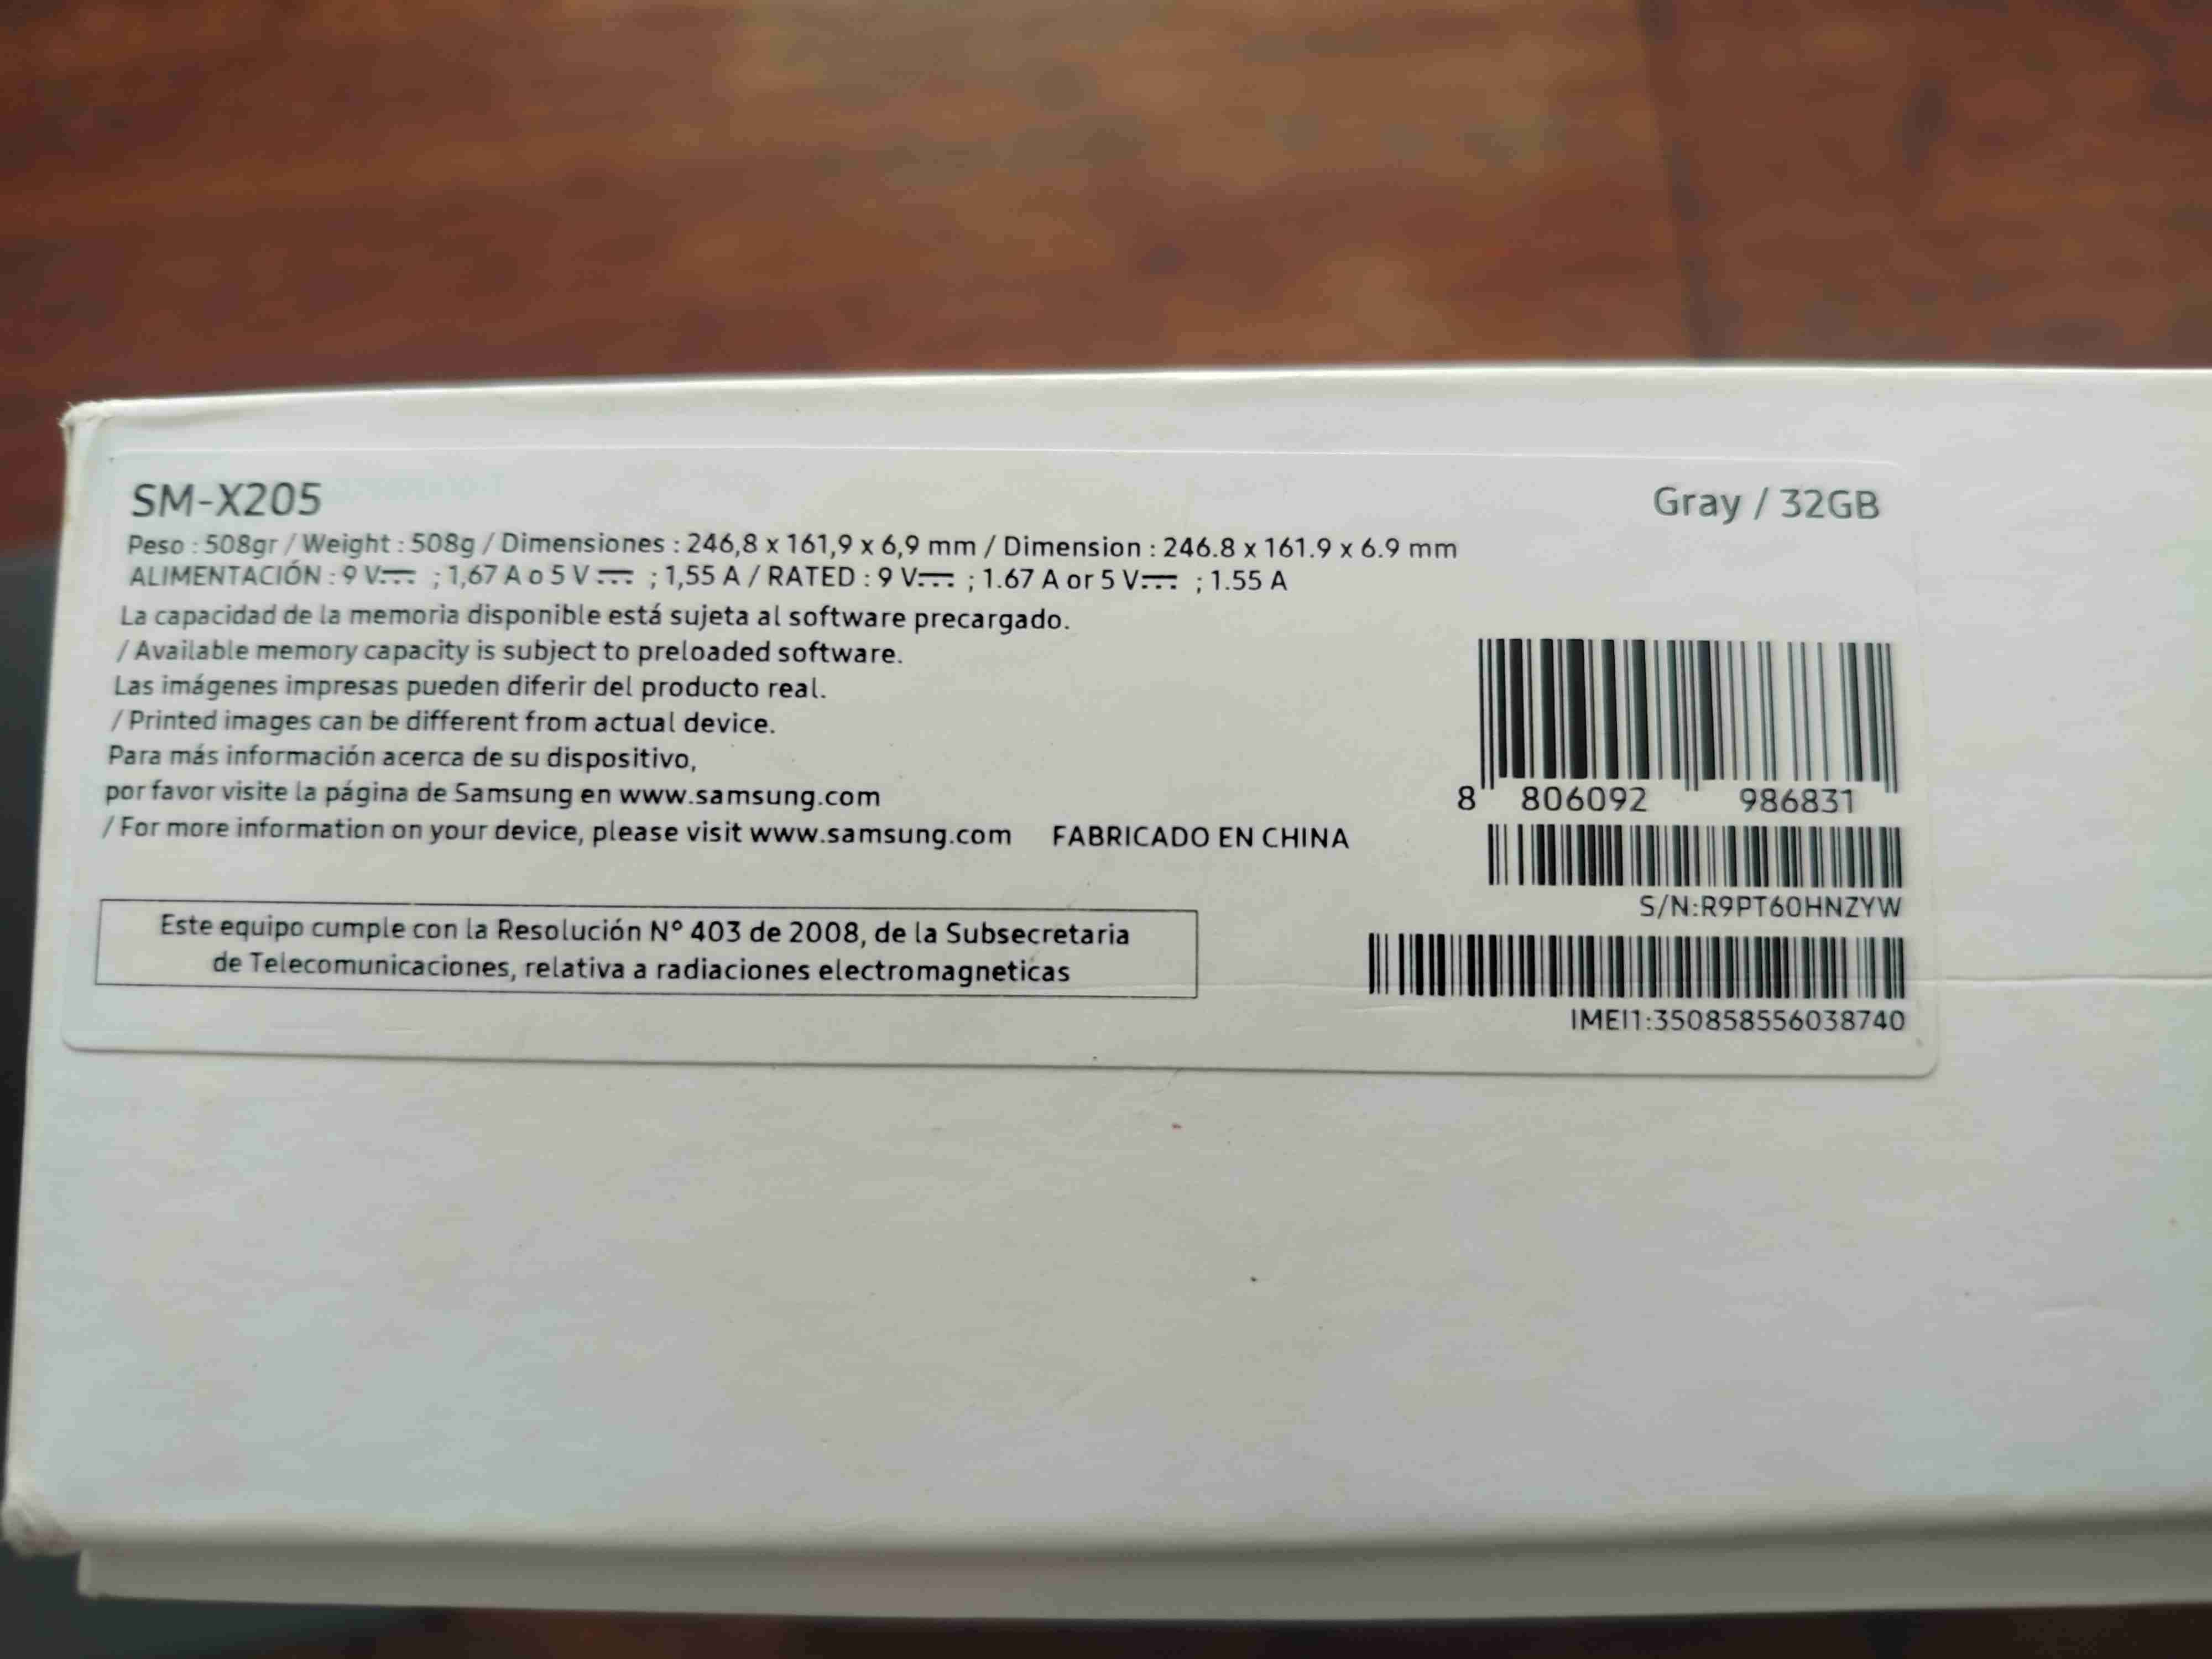 SM-X205
Gray / 32GB
Peso : 508gr / Weight : 508g / Dimensiones : 246,8 x 161,9 x 6,9 mm / Dimension : 246.8 x 161.9 x 6.9 mm
ALIMENTACIÓN : 9 V⎓ ; 1,67 A o 5 V⎓ ; 1,55 A / RATED : 9 V⎓ ; 1.67 A or 5 V⎓ ; 1.55 A
La capacidad de la memoria disponible está sujeta al software precargado.
/ Available memory capacity is subject to preloaded software.
Las imágenes impresas pueden diferir del producto real.
/ Printed images can be different from actual device.
Para más información acerca de su dispositivo,
por favor visite la página de Samsung en www.samsung.com
/ For more information on your device, please visit www.samsung.com FABRICADO EN CHINA
8 806092 986831
S/N:R9PT60HNZYW
IMEI1:350858556038740
Este equipo cumple con la Resolución N° 403 de 2008, de la Subsecretaria
de Telecomunicaciones, relativa a radiaciones electromagneticas